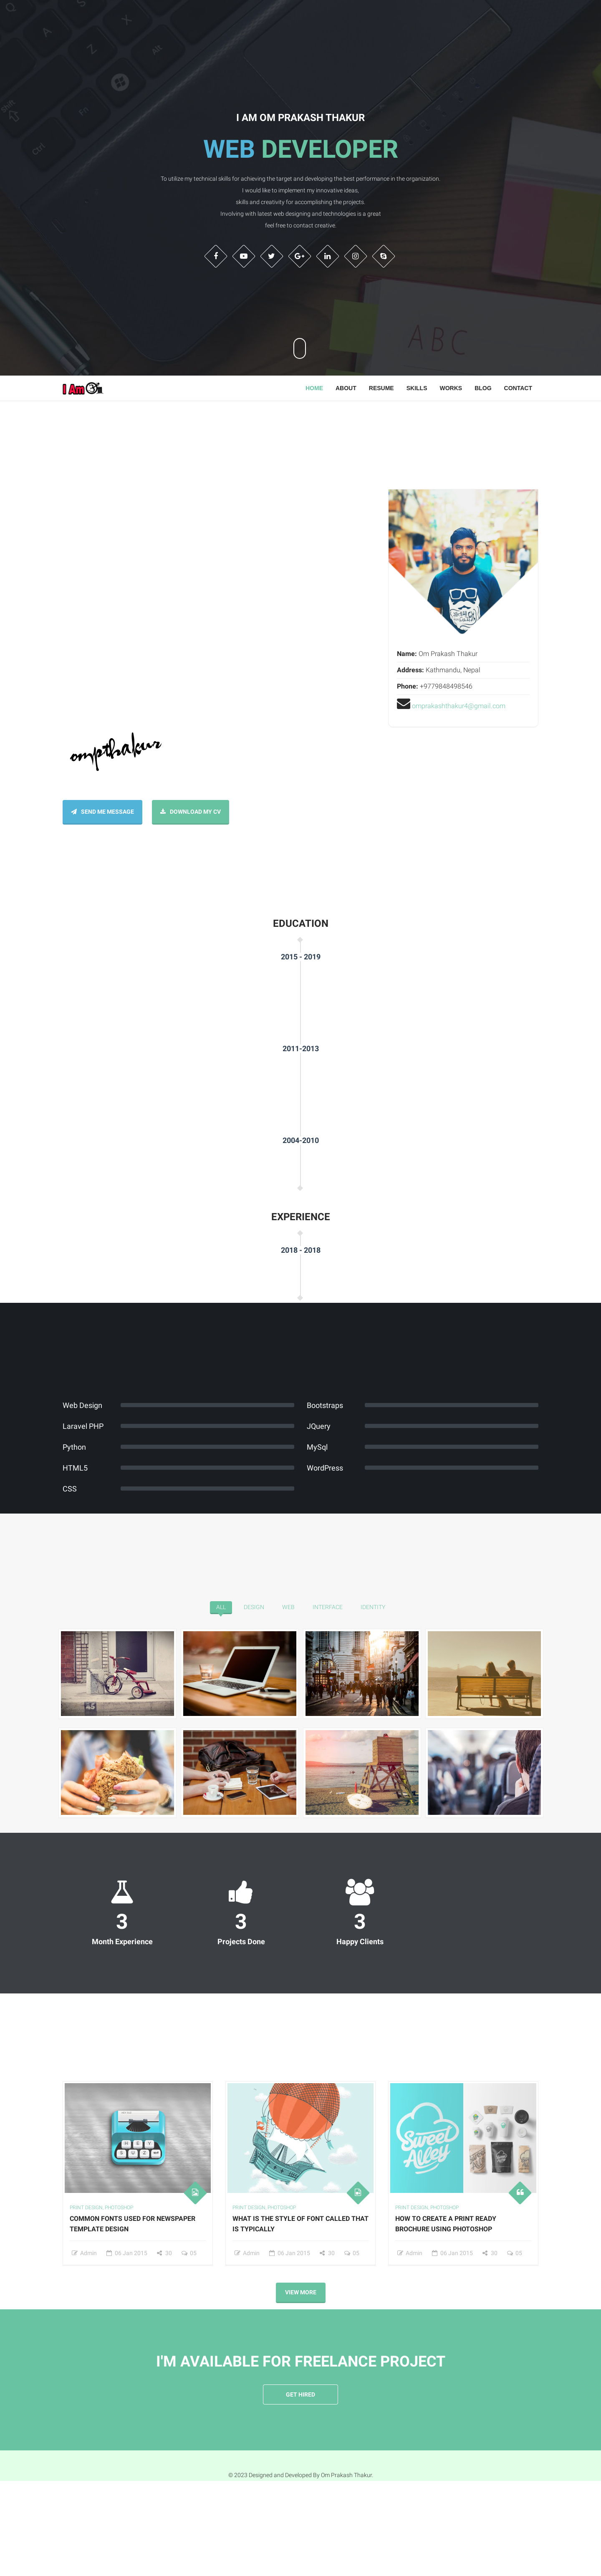 I AM OM PRAKASH THAKUR
WEB DEVELOPER
To utilize my technical skills for achieving the target and developing the best performance in the organization.
I would like to implement my innovative ideas,
skills and creativity for accomplishing the projects.
Involving with latest web designing and technologies is a great
feel free to contact creative.
I Am
HOME ABOUT RESUME SKILLS WORKS BLOG CONTACT
Name: Om Prakash Thakur
Address: Kathmandu, Nepal
Phone: +9779848498546
omprakashthakur4@gmail.com
ompthakur
SEND ME MESSAGE
DOWNLOAD MY CV
EDUCATION
2015 - 2019
2011-2013
2004-2010
EXPERIENCE
2018 - 2018
Web Design
Bootstraps
Laravel PHP
JQuery
Python
MySql
HTML5
WordPress
CSS
ALL DESIGN WEB INTERFACE IDENTITY
3
Month Experience
3
Projects Done
3
Happy Clients
PRINT DESIGN, PHOTOSHOP
COMMON FONTS USED FOR NEWSPAPER
TEMPLATE DESIGN
Admin 06 Jan 2015 30 05
PRINT DESIGN, PHOTOSHOP
WHAT IS THE STYLE OF FONT CALLED THAT
IS TYPICALLY
Admin 06 Jan 2015 30 05
Sweet Alley
PRINT DESIGN, PHOTOSHOP
HOW TO CREATE A PRINT READY
BROCHURE USING PHOTOSHOP
Admin 06 Jan 2015 30 05
VIEW MORE
I'M AVAILABLE FOR FREELANCE PROJECT
GET HIRED
© 2023 Designed and Developed By Om Prakash Thakur.